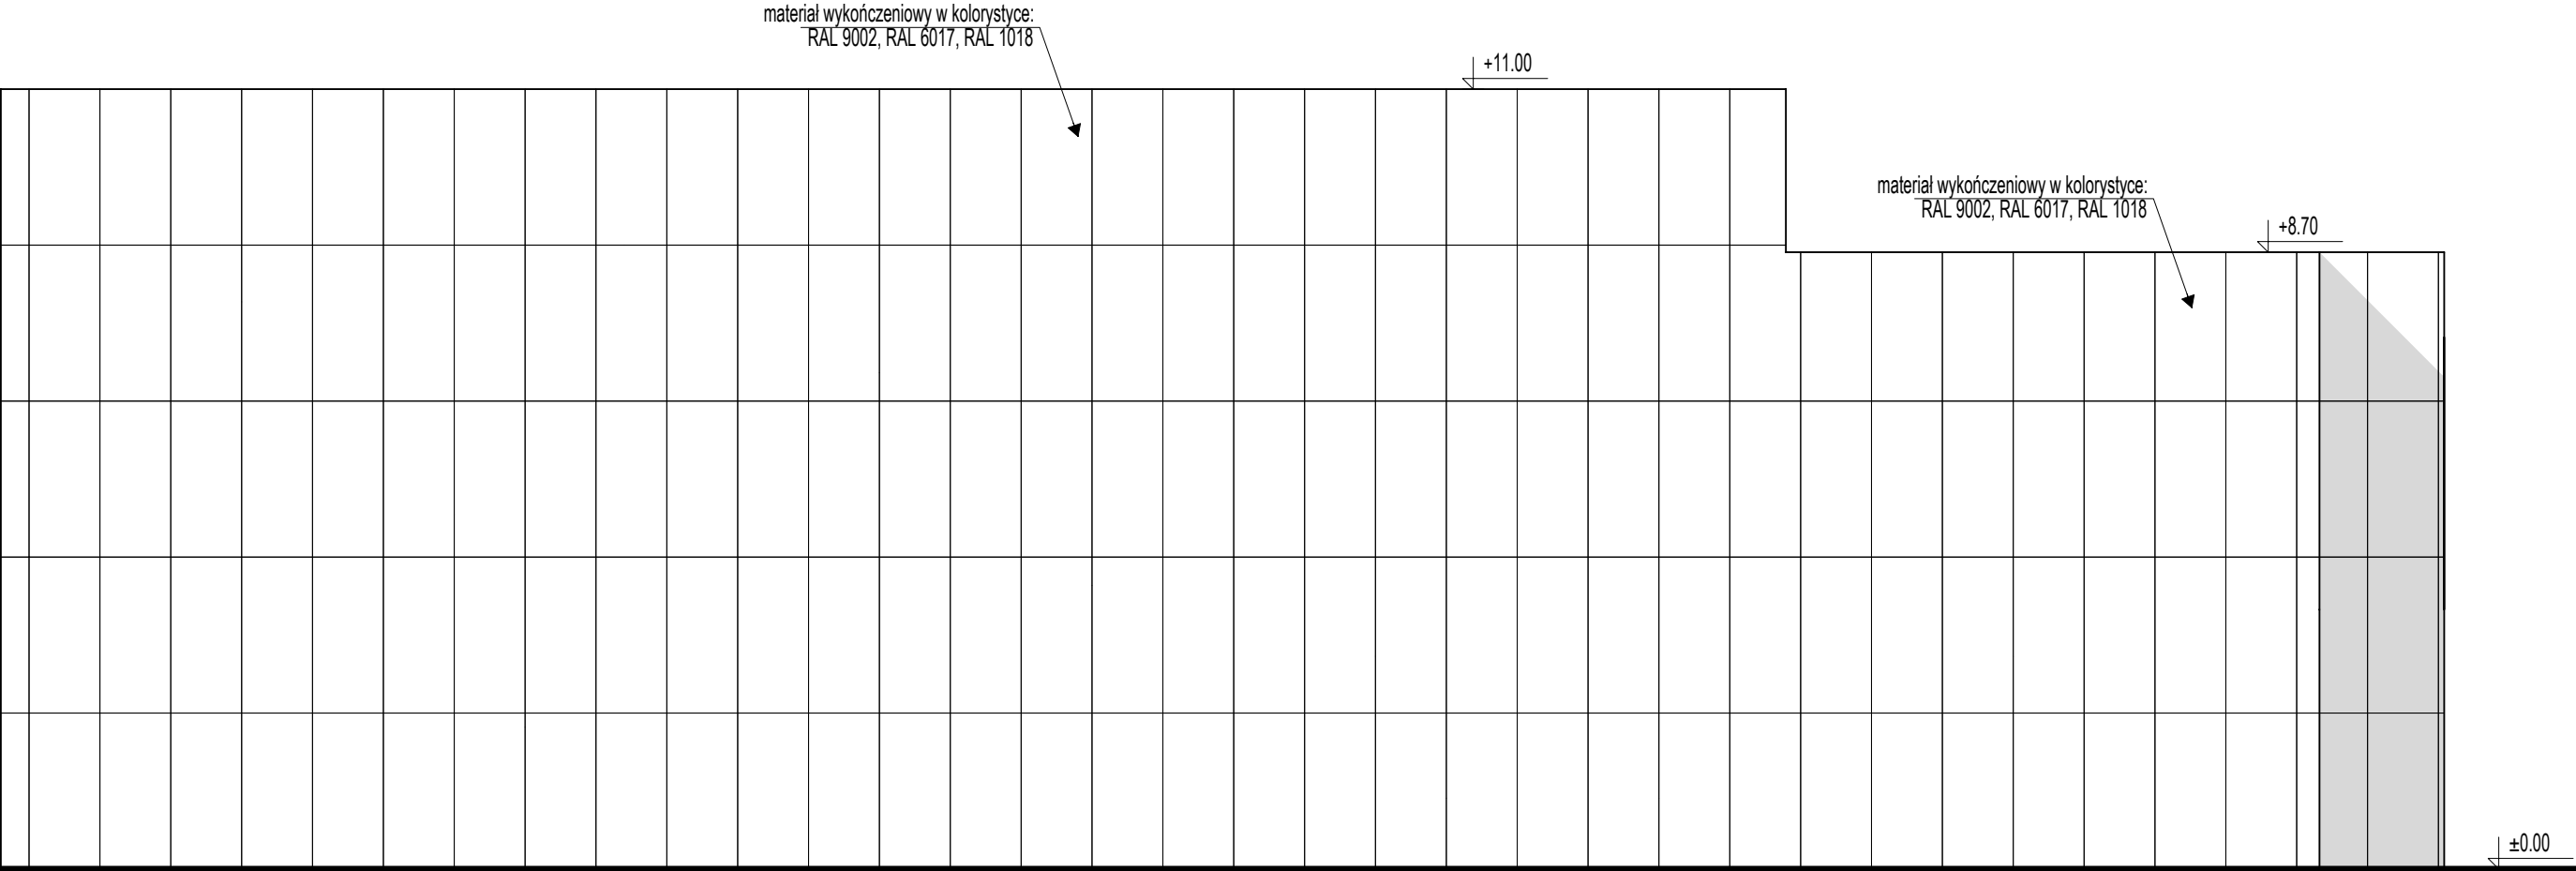 materiał wykończeniowy w kolorystyce:
RAL 9002, RAL 6017, RAL 1018
+11.00
materiał wykończeniowy w kolorystyce:
RAL 9002, RAL 6017, RAL 1018
+8.70
±0.00